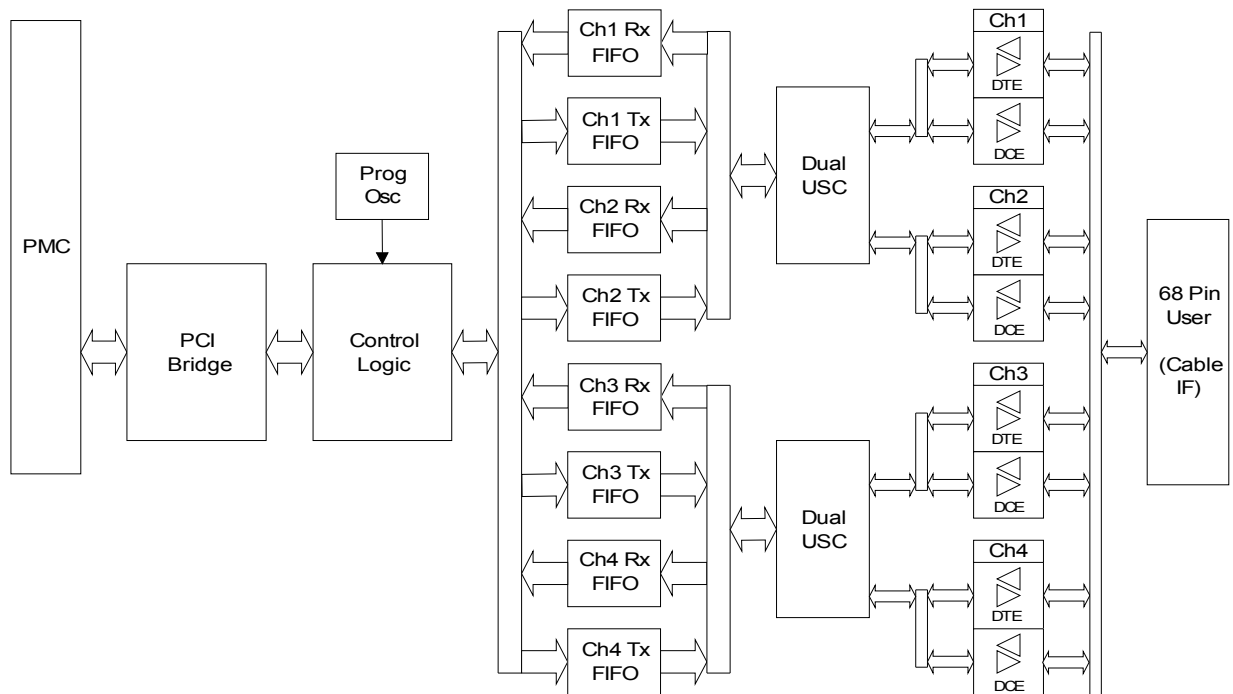 PMC
PCI
Bridge
Prog
Osc
Control
Logic
Ch1 Rx
FIFO
Ch1 Tx
FIFO
Ch2 Rx
FIFO
Ch2 Tx
FIFO
Ch3 Rx
FIFO
Ch3 Tx
FIFO
Ch4 Rx
FIFO
Ch4 Tx
FIFO
Dual
USC
Dual
USC
Ch1
DTE
DCE
Ch2
DTE
DCE
Ch3
DTE
DCE
Ch4
DTE
DCE
68 Pin
User
(Cable
IF)